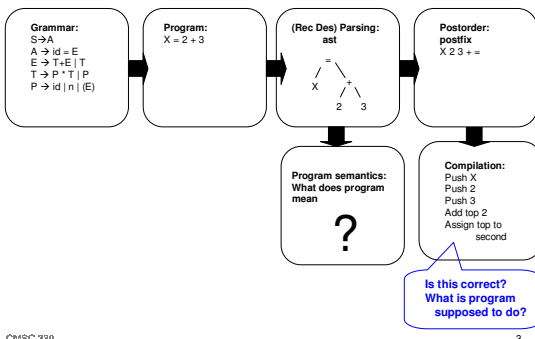 Grammar:
S→A
A → id = E
E → T+E | T
T → P * T | P
P → id | n | (E)
Program:
X = 2 + 3
(Rec Des) Parsing:
ast
=
X +
2 3
Postorder:
postfix
X 2 3 + =
Program semantics:
What does program
mean
?
Compilation:
Push X
Push 2
Push 3
Add top 2
Assign top to
second
Is this correct?
What is program
supposed to do?
CMSC 330
3